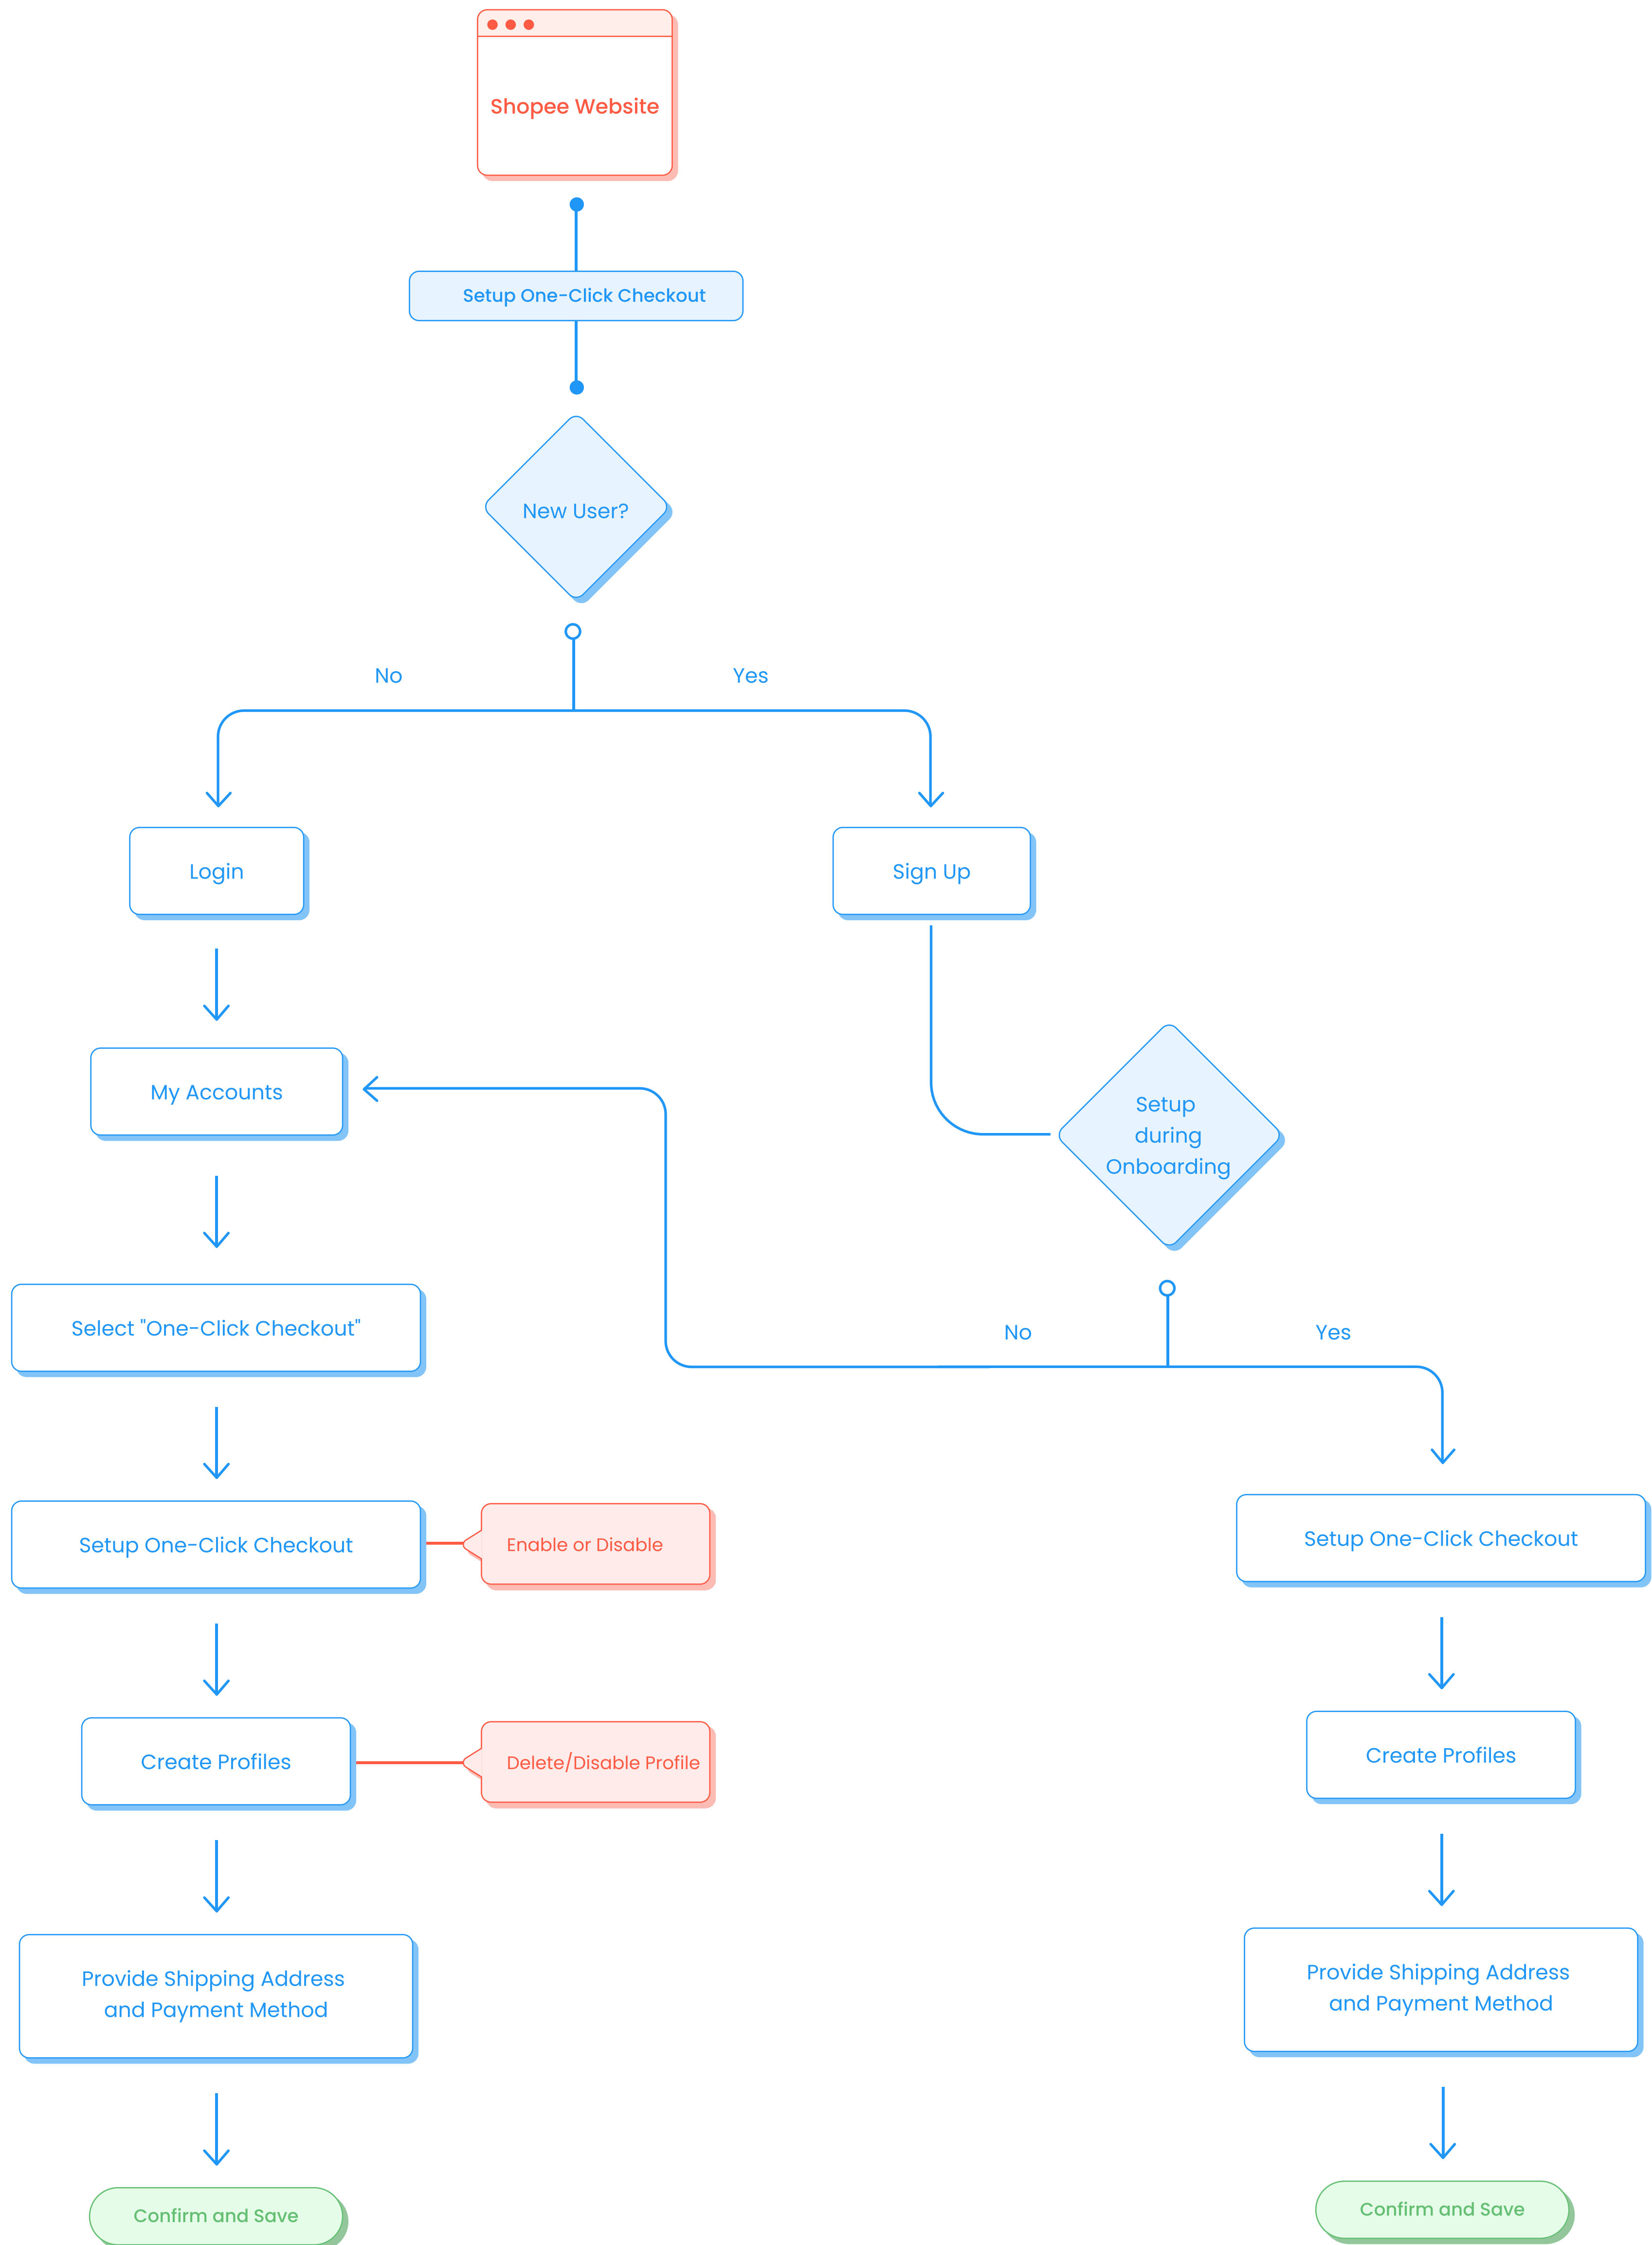 Shopee Website
Setup One-Click Checkout
New User?
No
Yes
Login
Sign Up
My Accounts
Setup
during
Onboarding
Select "One-Click Checkout"
No
Yes
Setup One-Click Checkout
Enable or Disable
Setup One-Click Checkout
Create Profiles
Delete/Disable Profile
Create Profiles
Provide Shipping Address
and Payment Method
Provide Shipping Address
and Payment Method
Confirm and Save
Confirm and Save